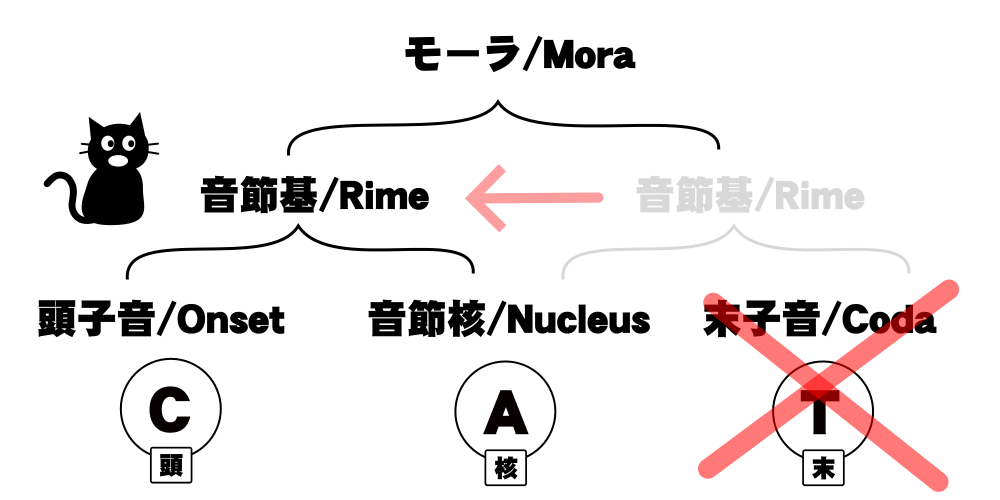 モーラ/Mora
音節基/Rime
音節基/Rime
頭子音/Onset
音節核/Nucleus
末子音/Coda
C
A
T
頭
核
末